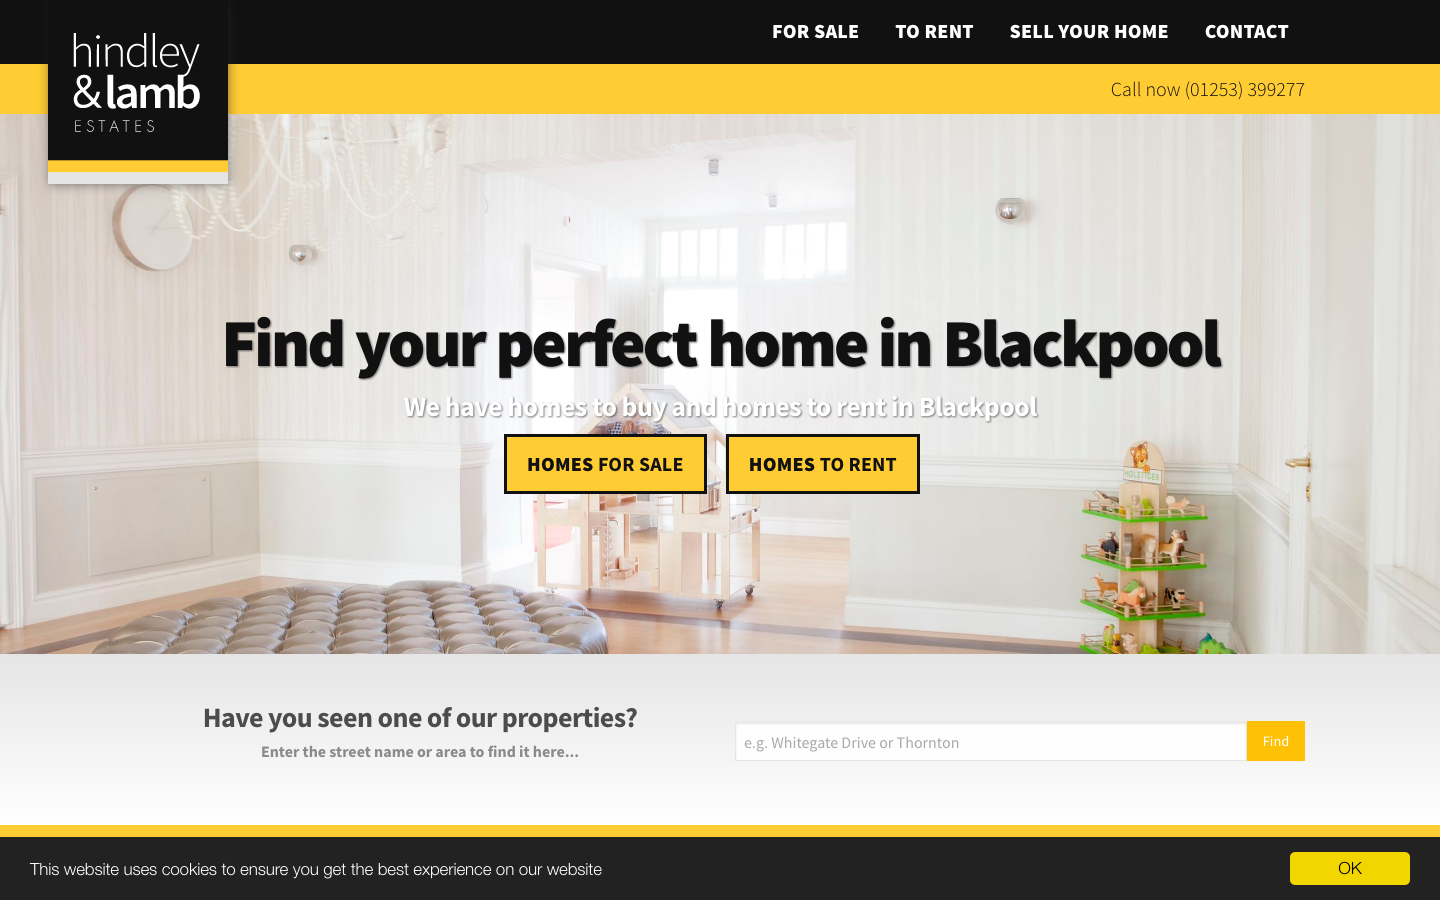 hindley
&lamb
ESTATES
FOR SALE
TO RENT
SELL YOUR HOME
CONTACT
Call now (01253) 399277
Find your perfect home in Blackpool
We have homes to buy and homes to rent in Blackpool
HOMES FOR SALE
HOMES TO RENT
HOLZTIGER
Have you seen one of our properties?
Enter the street name or area to find it here...
e.g. Whitegate Drive or Thornton
Find
This website uses cookies to ensure you get the best experience on our website
OK